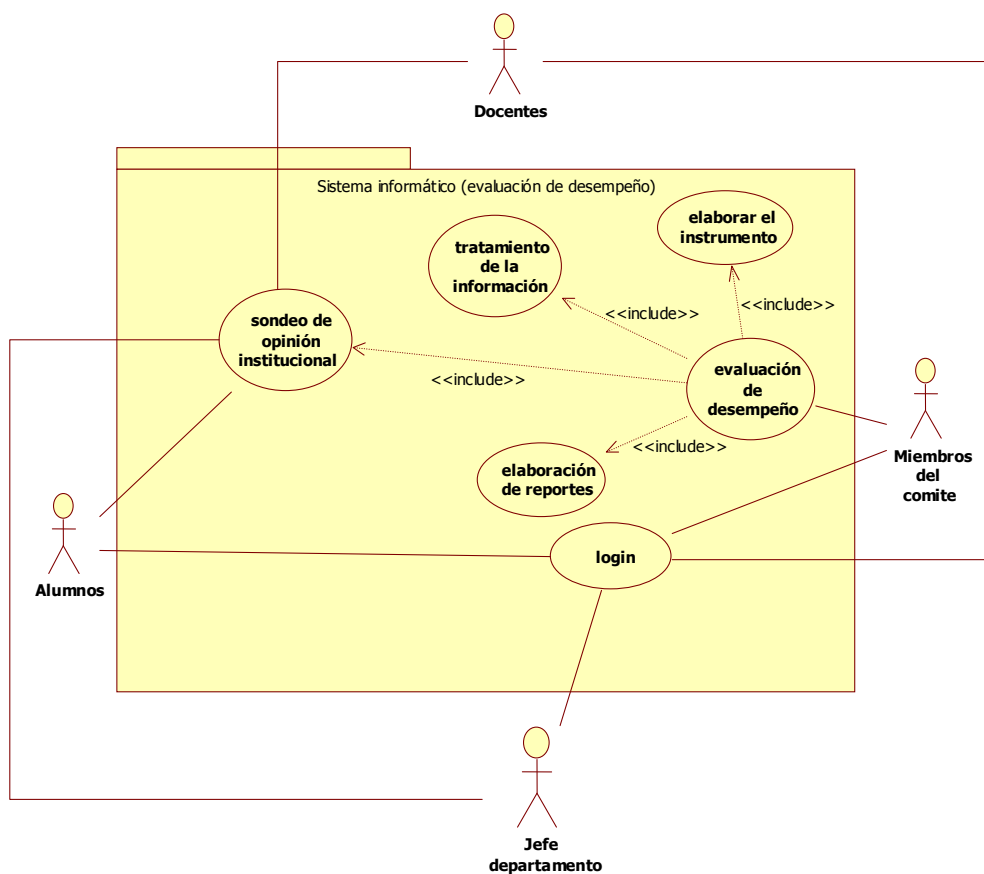 Docentes
Sistema informático (evaluación de desempeño)
elaborar el
instrumento
tratamiento
de la
información
<<include>>
<<include>>
sondeo de
opinión
institucional
<<include>>
evaluación
de
desempeño
<<include>>
Miembros
del
comite
elaboración
de reportes
login
Alumnos
Jefe
departamento